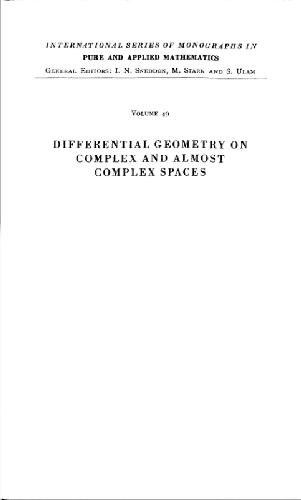 INTERNATIONAL SERIES OF MONOGRAPHS IN
PURE AND APPLIED MATHEMATICS
GENERAL EDITORS: I. N. SNEDDON, M. STARK AND S. ULAM
VOLUME 49
DIFFERENTIAL GEOMETRY ON
COMPLEX AND ALMOST
COMPLEX SPACES